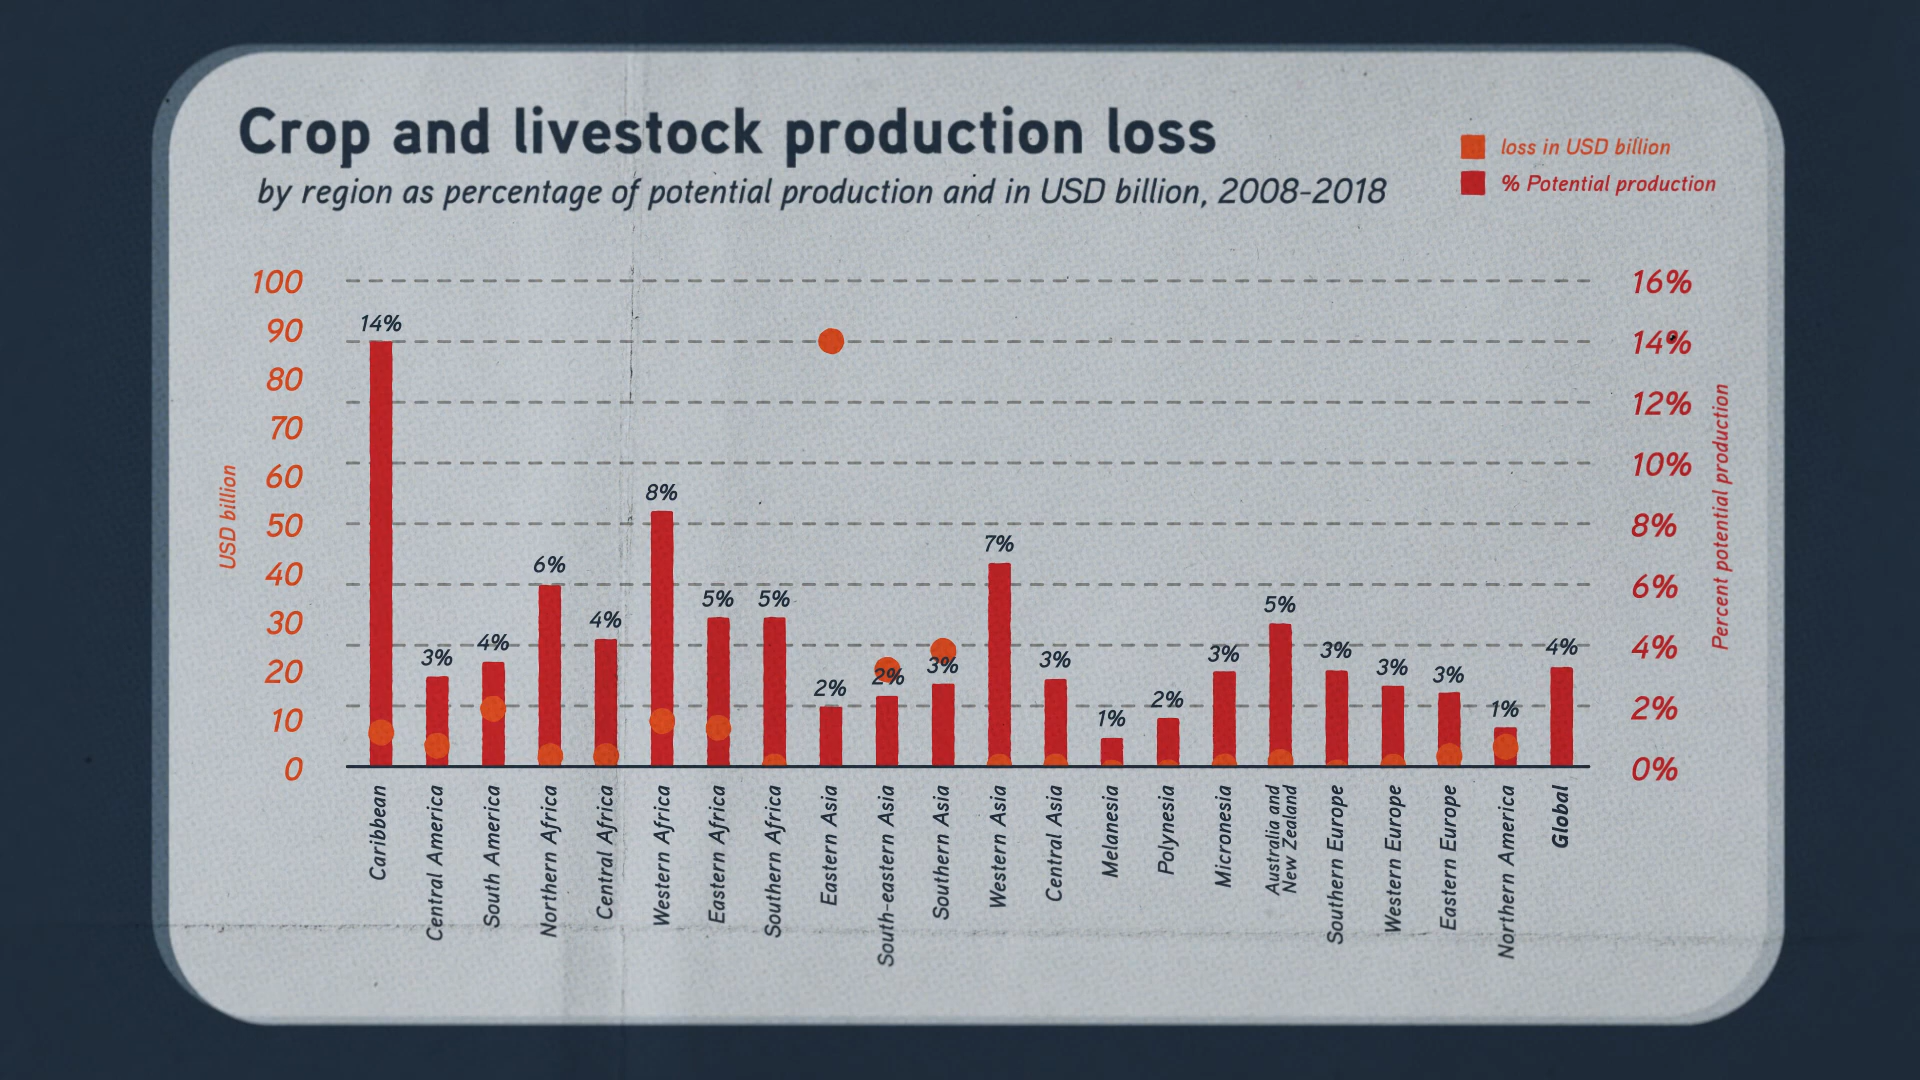 Crop and livestock production loss
by region as percentage of potential production and in USD billion, 2008-2018
loss in USD billion
% Potential production
100
90
80
70
60
50
40
30
20
10
0
USD billion
14%
3%
4%
6%
4%
8%
5%
5%
2%
2%
3%
7%
3%
1%
2%
3%
5%
3%
3%
3%
1%
4%
16%
14%
12%
10%
8%
6%
4%
2%
0%
Percent potential production
Caribbean
Central America
South America
Northern Africa
Central Africa
Western Africa
Eastern Africa
Southern Africa
Eastern Asia
South-eastern Asia
Southern Asia
Western Asia
Central Asia
Melanesia
Polynesia
Micronesia
Australia and
New Zealand
Southern Europe
Western Europe
Eastern Europe
Northern America
Global